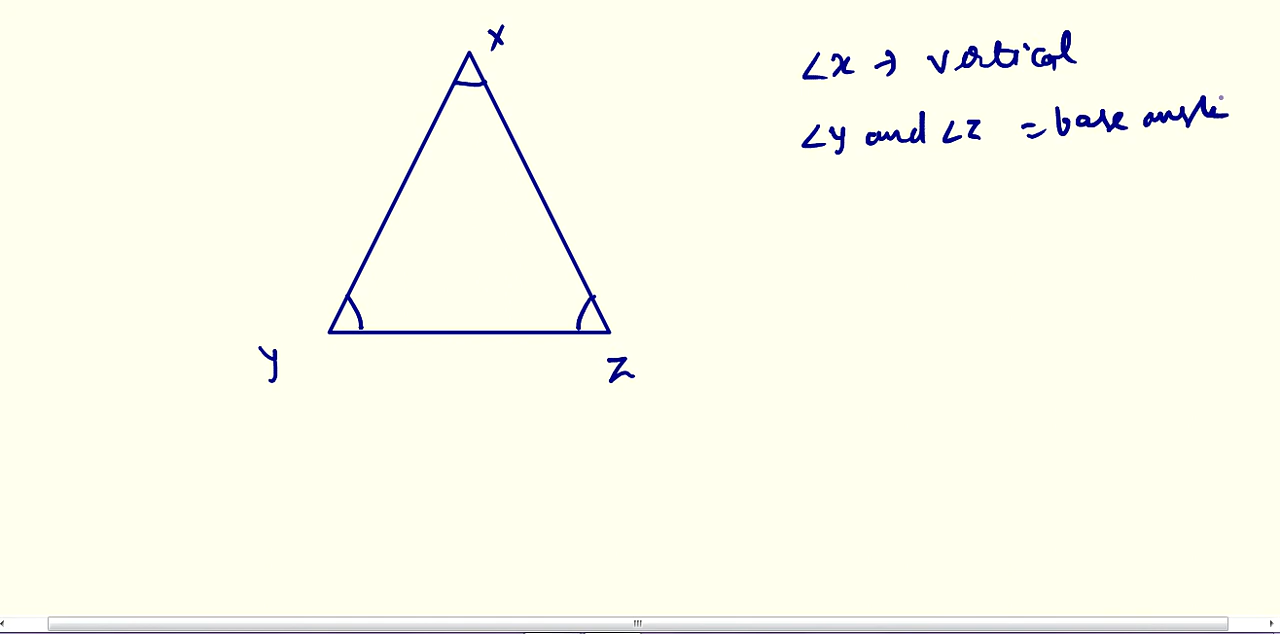 X
∠x → vertical
∠y and ∠z = base angle
y
z